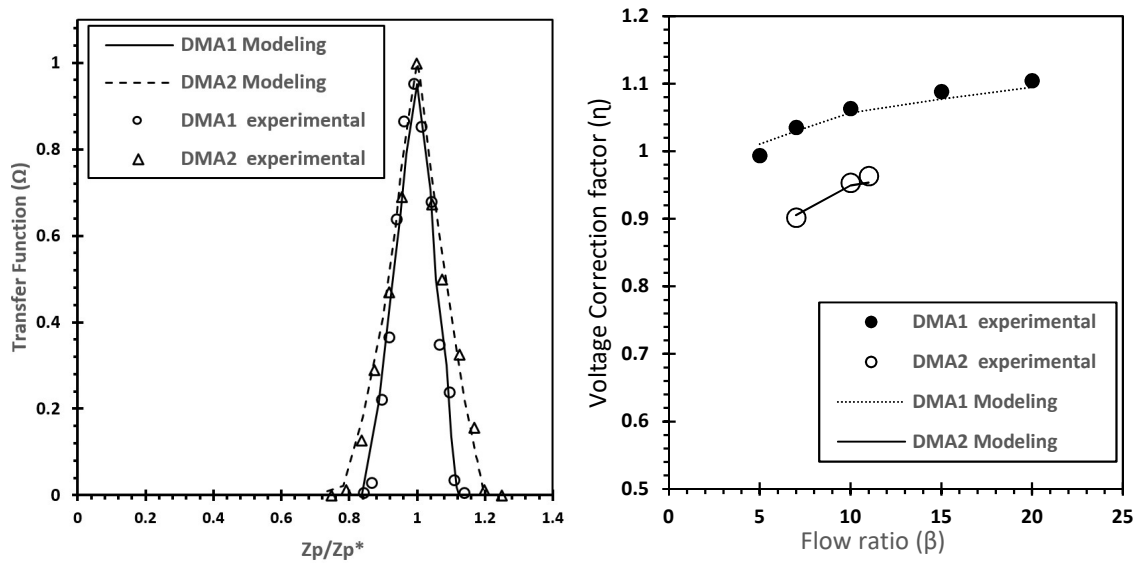 DMA1 Modeling
DMA2 Modeling
DMA1 experimental
DMA2 experimental
Transfer Function (Ω)
1
0.8
0.6
0.4
0.2
0
0 0.2 0.4 0.6 0.8 1 1.2 1.4
Zp/Zp*
Voltage Correction factor (η)
1.2
1.1
1
0.9
0.8
0.7
0.6
0.5
DMA1 experimental
DMA2 experimental
DMA1 Modeling
DMA2 Modeling
0 5 10 15 20 25
Flow ratio (β)